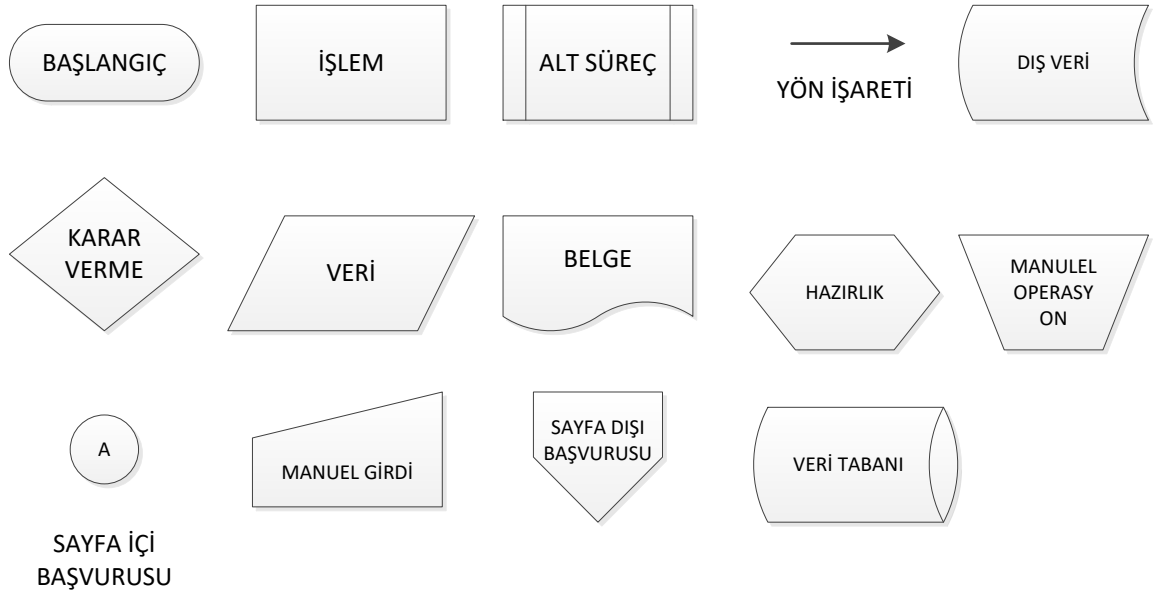 BAŞLANGIÇ
İŞLEM
ALT SÜREÇ
YÖN İŞARETİ
DIŞ VERİ
KARAR
VERME
VERİ
BELGE
HAZIRLIK
MANULEL
OPERASY
ON
A
SAYFA İÇİ
BAŞVURUSU
MANUEL GİRDİ
SAYFA DIŞI
BAŞVURUSU
VERİ TABANI